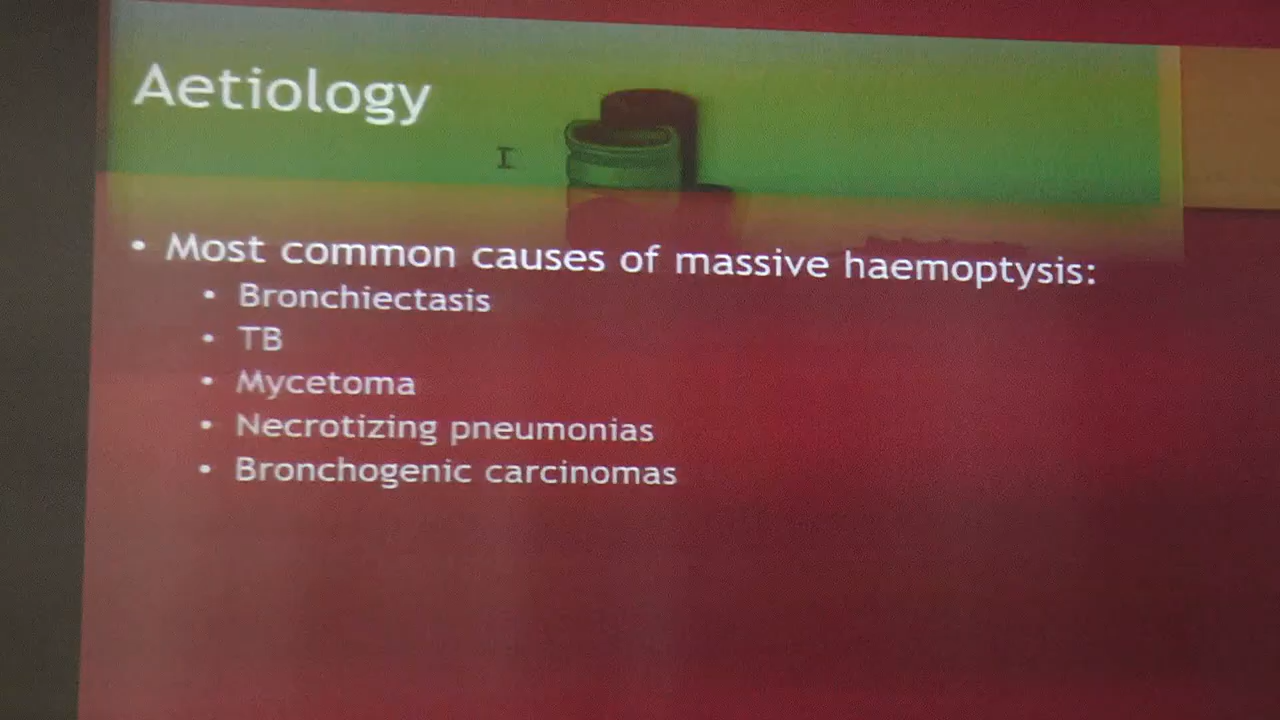 Aetiology
• Most common causes of massive haemoptysis:
• Bronchiectasis
• TB
• Mycetoma
• Necrotizing pneumonias
• Bronchogenic carcinomas